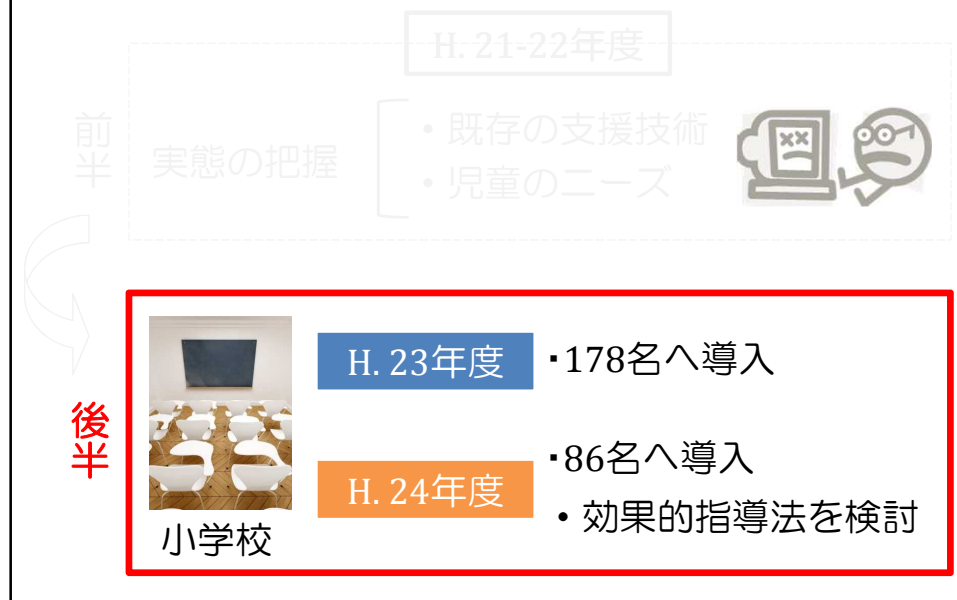 H. 21-22年度
前半
実態の把握
・既存の支援技術
・児童のニーズ
後半
H. 23年度
・178名へ導入
H. 24年度
・86名へ導入
・効果的指導法を検討
小学校